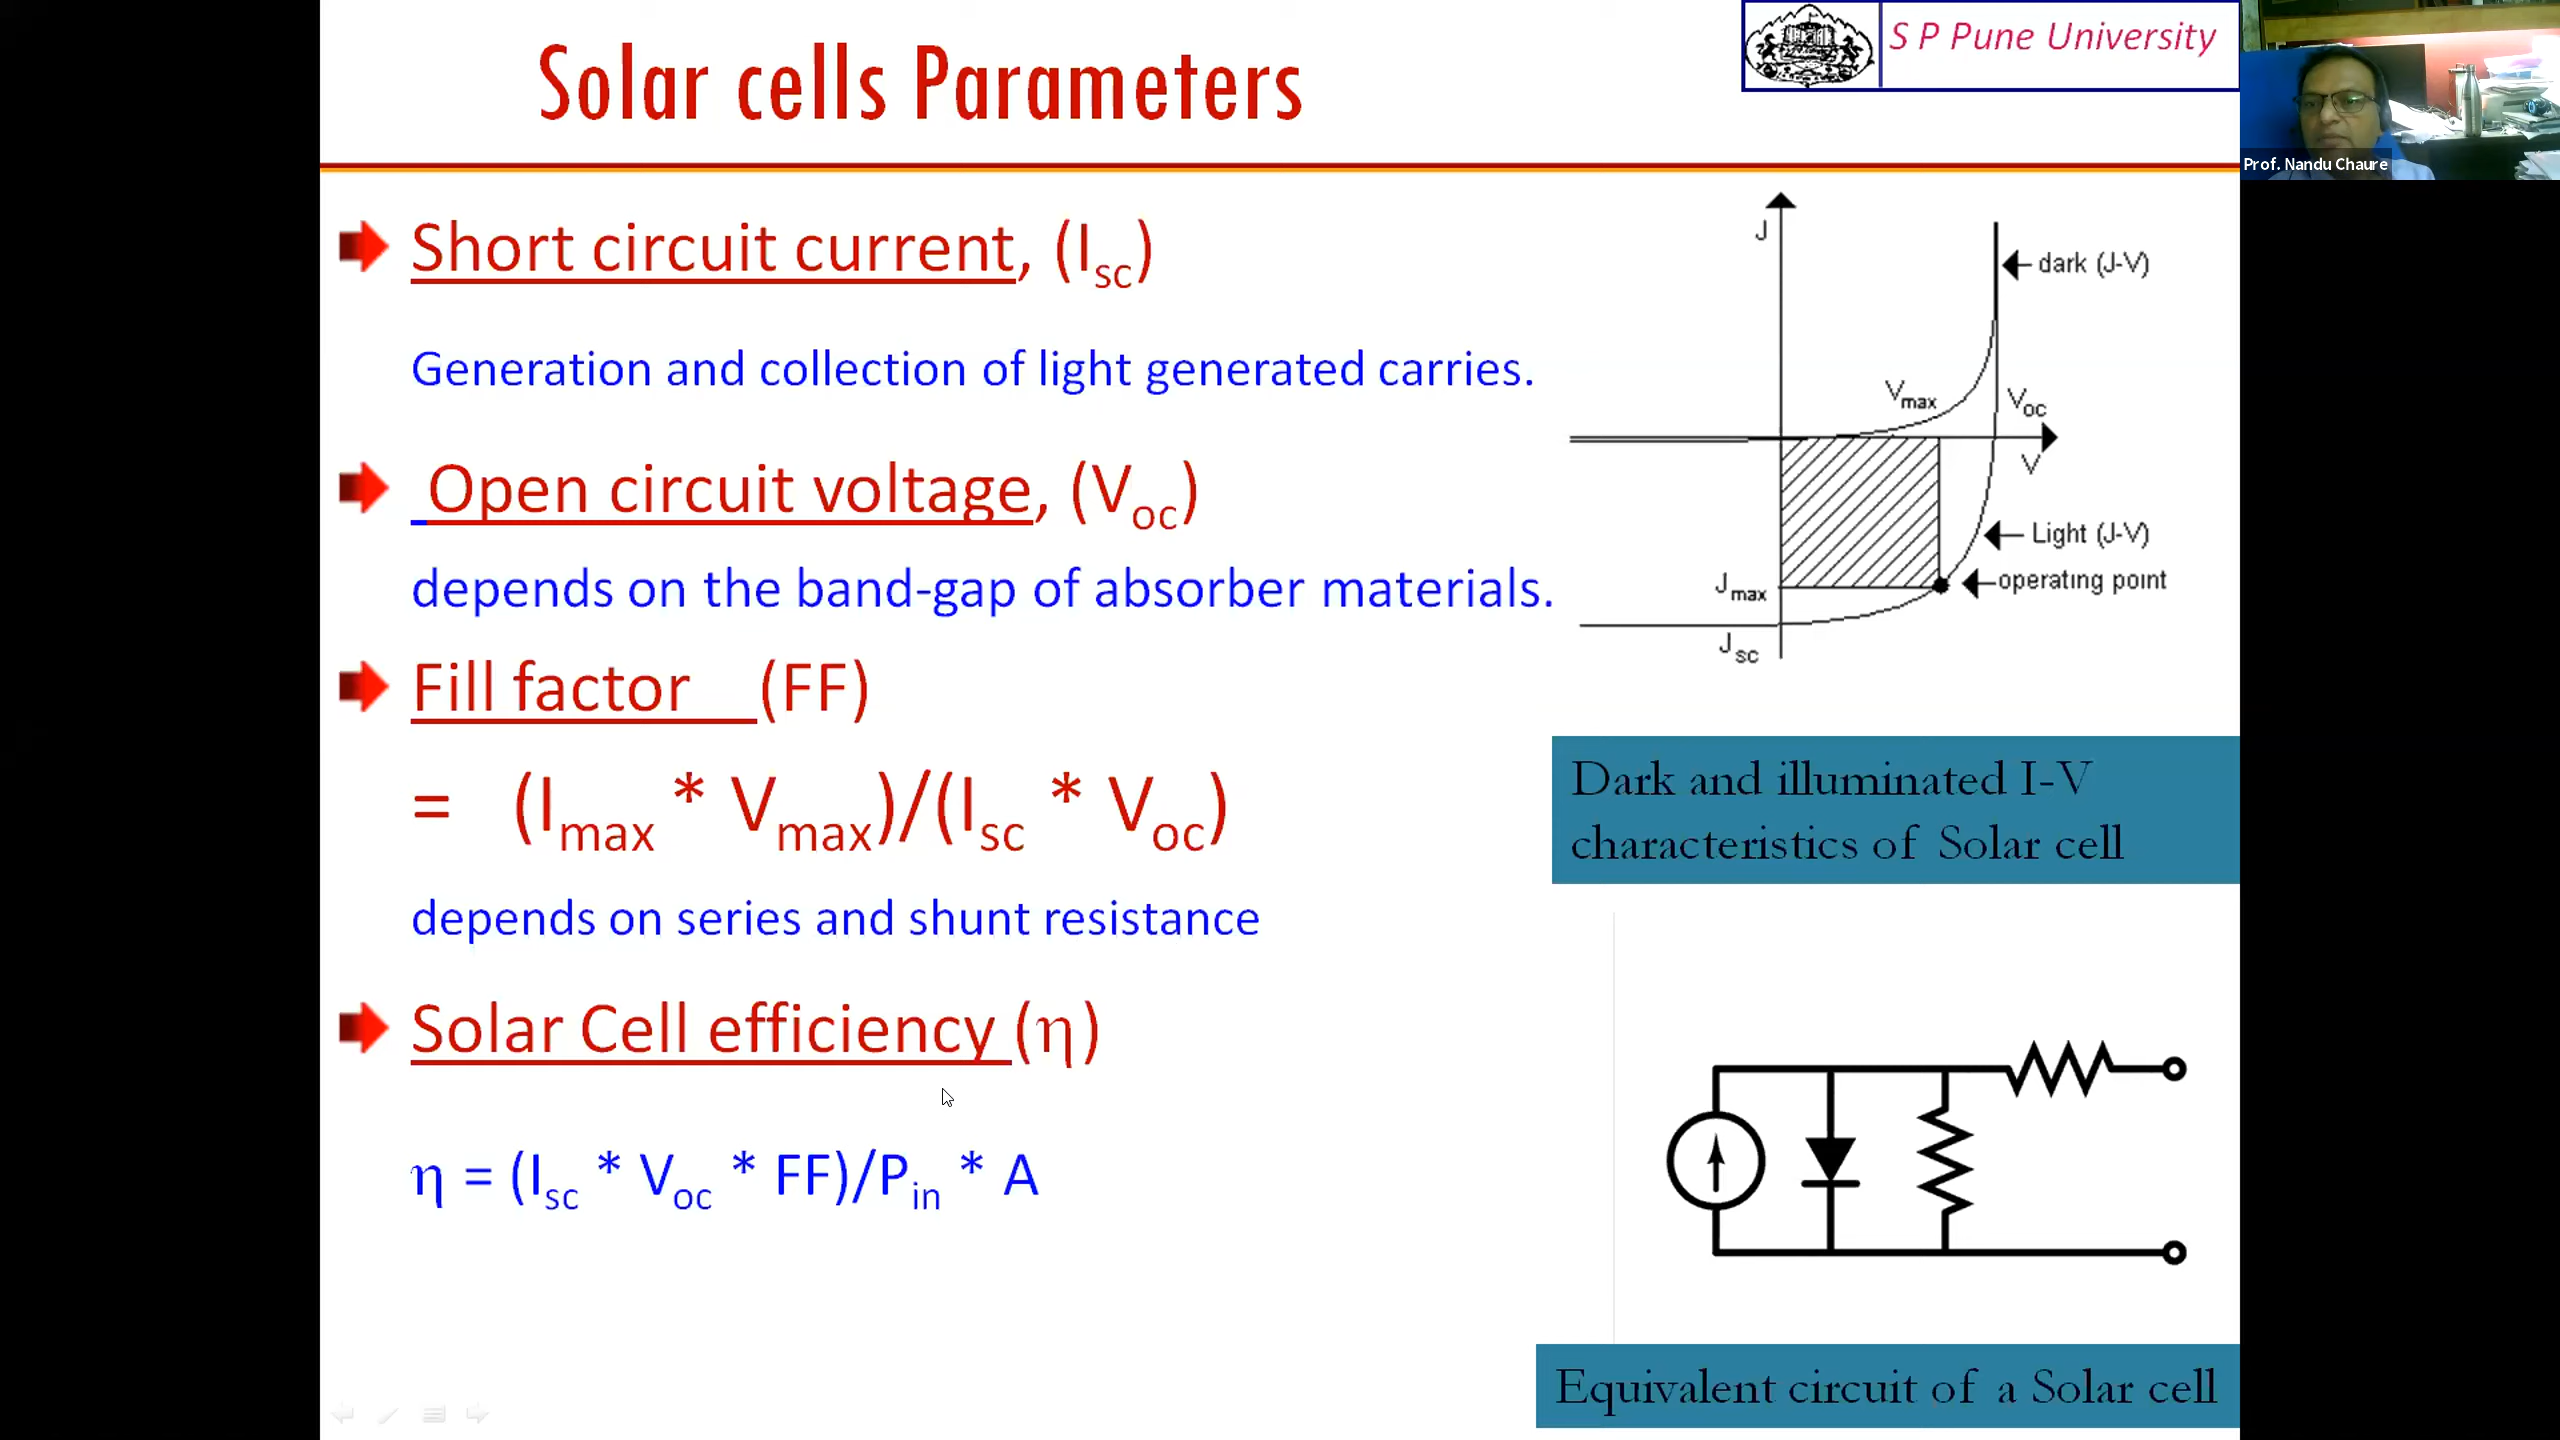 Solar cells Parameters
S P Pune University
Prof. Nandu Chaure
Short circuit current, (Isc)
Generation and collection of light generated carries.
Open circuit voltage, (Voc)
depends on the band-gap of absorber materials.
Fill factor (FF)
= (Imax * Vmax)/(Isc * Voc)
depends on series and shunt resistance
Solar Cell efficiency (η)
η = (Isc * Voc * FF)/Pin * A
J
dark (J-V)
Vmax
Voc
V
Light (J-V)
operating point
Jmax
Jsc
Dark and illuminated I-V
characteristics of Solar cell
Equivalent circuit of a Solar cell